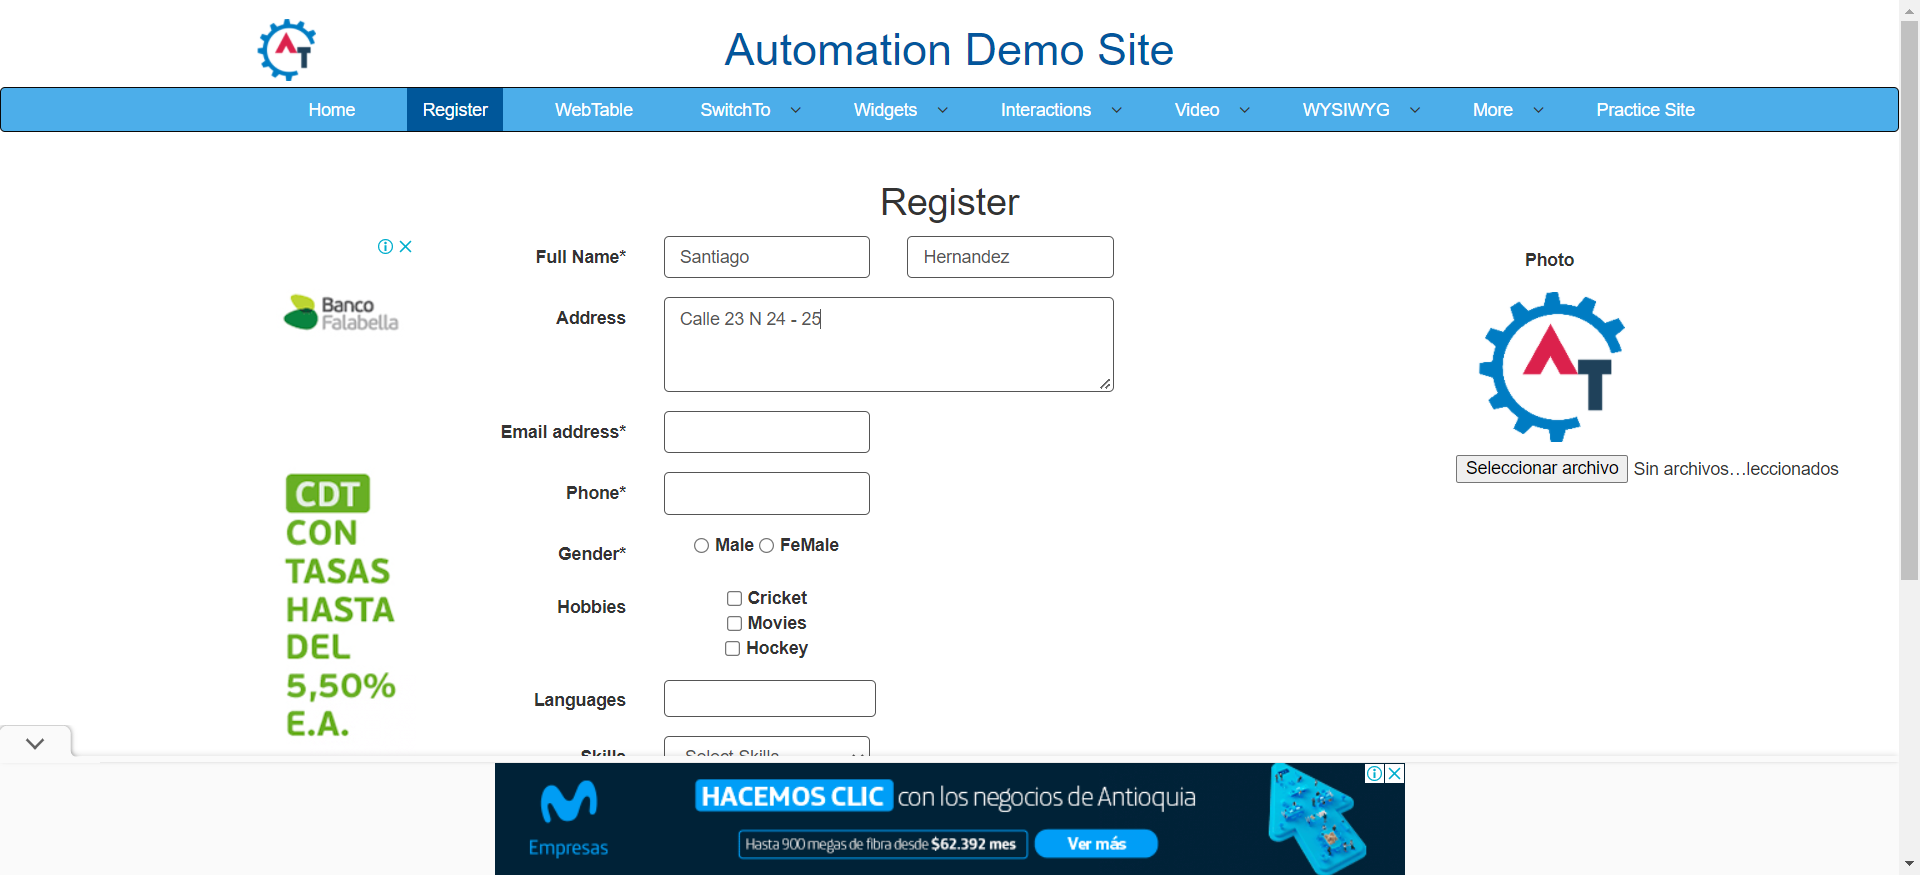 AT
Automation Demo Site
Home Register WebTable SwitchTo Widgets Interactions Video WYSIWYG More Practice Site
Register
Full Name* Santiago Hernandez
Photo
Banco
Falabella
Address Calle 23 N 24 - 25
AT
Email address*
Seleccionar archivo Sin archivos...leccionados
Phone*
CDT
CON
TASAS
HASTA
DEL
5,50%
E.A.
Gender* Male FeMale
Hobbies Cricket
Movies
Hockey
Languages
Skills Select Skills
HACEMOS CLIC con los negocios de Antioquia
Empresas
Hasta 900 megas de fibra desde $62.392 mes Ver más